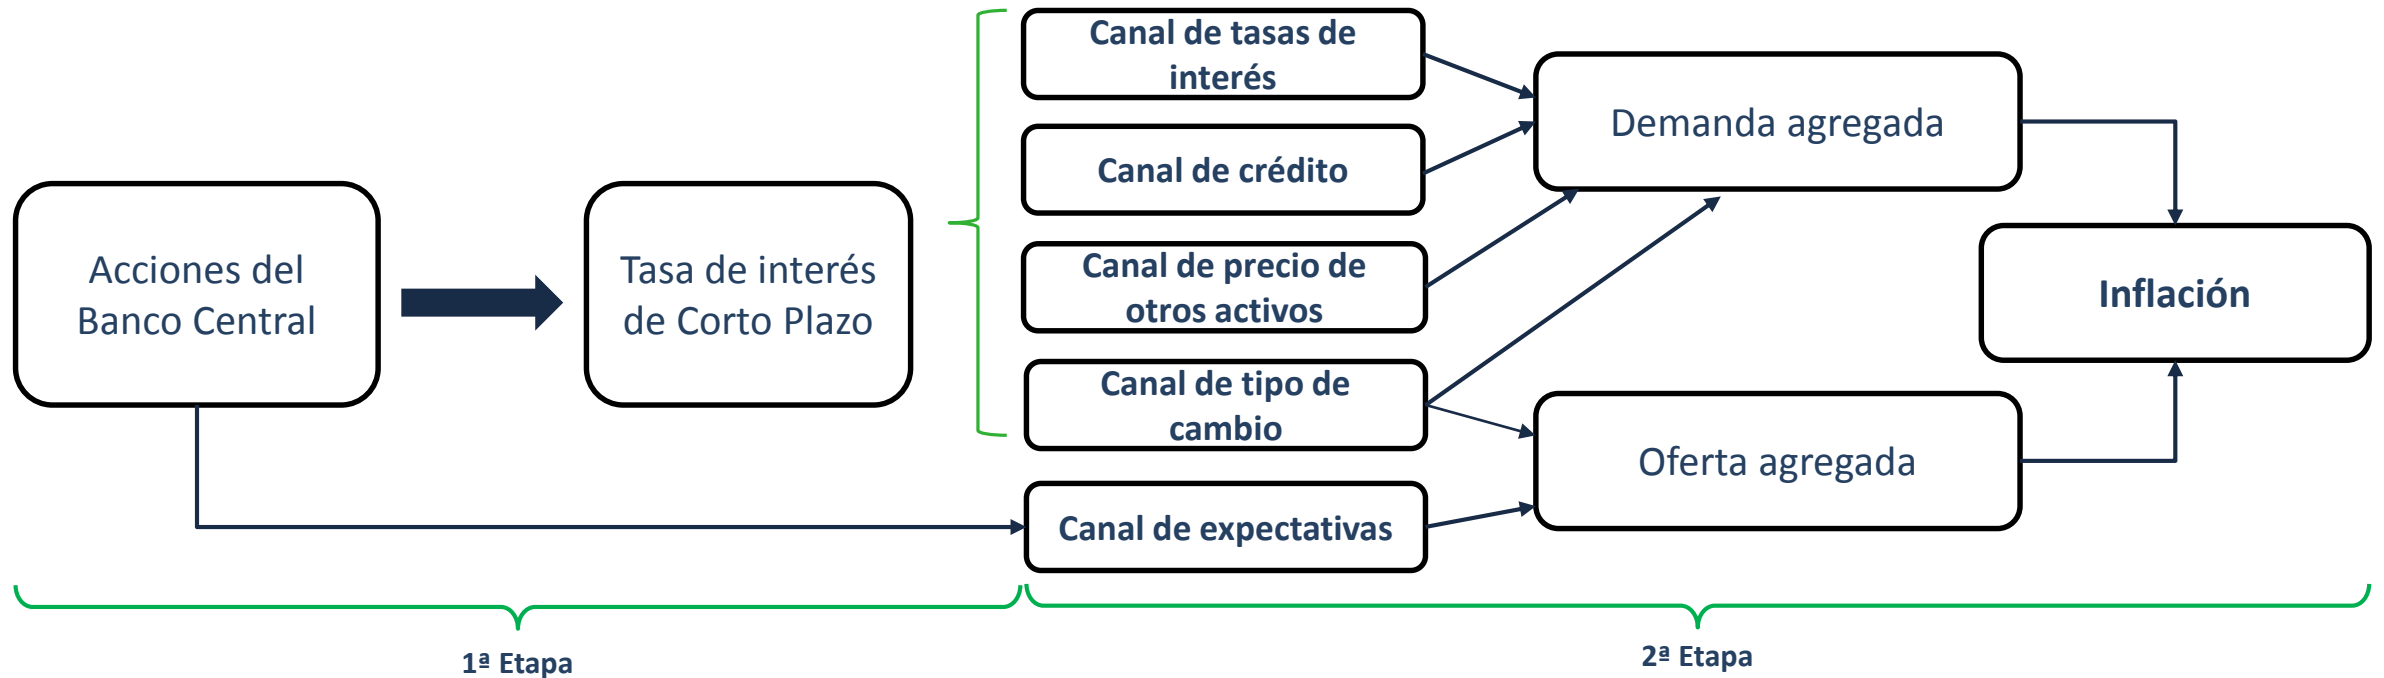 Acciones del
Banco Central
Tasa de interés
de Corto Plazo
Canal de tasas de
interés
Canal de crédito
Canal de precio de
otros activos
Canal de tipo de
cambio
Canal de expectativas
Demanda agregada
Oferta agregada
Inflación
1ª Etapa
2ª Etapa